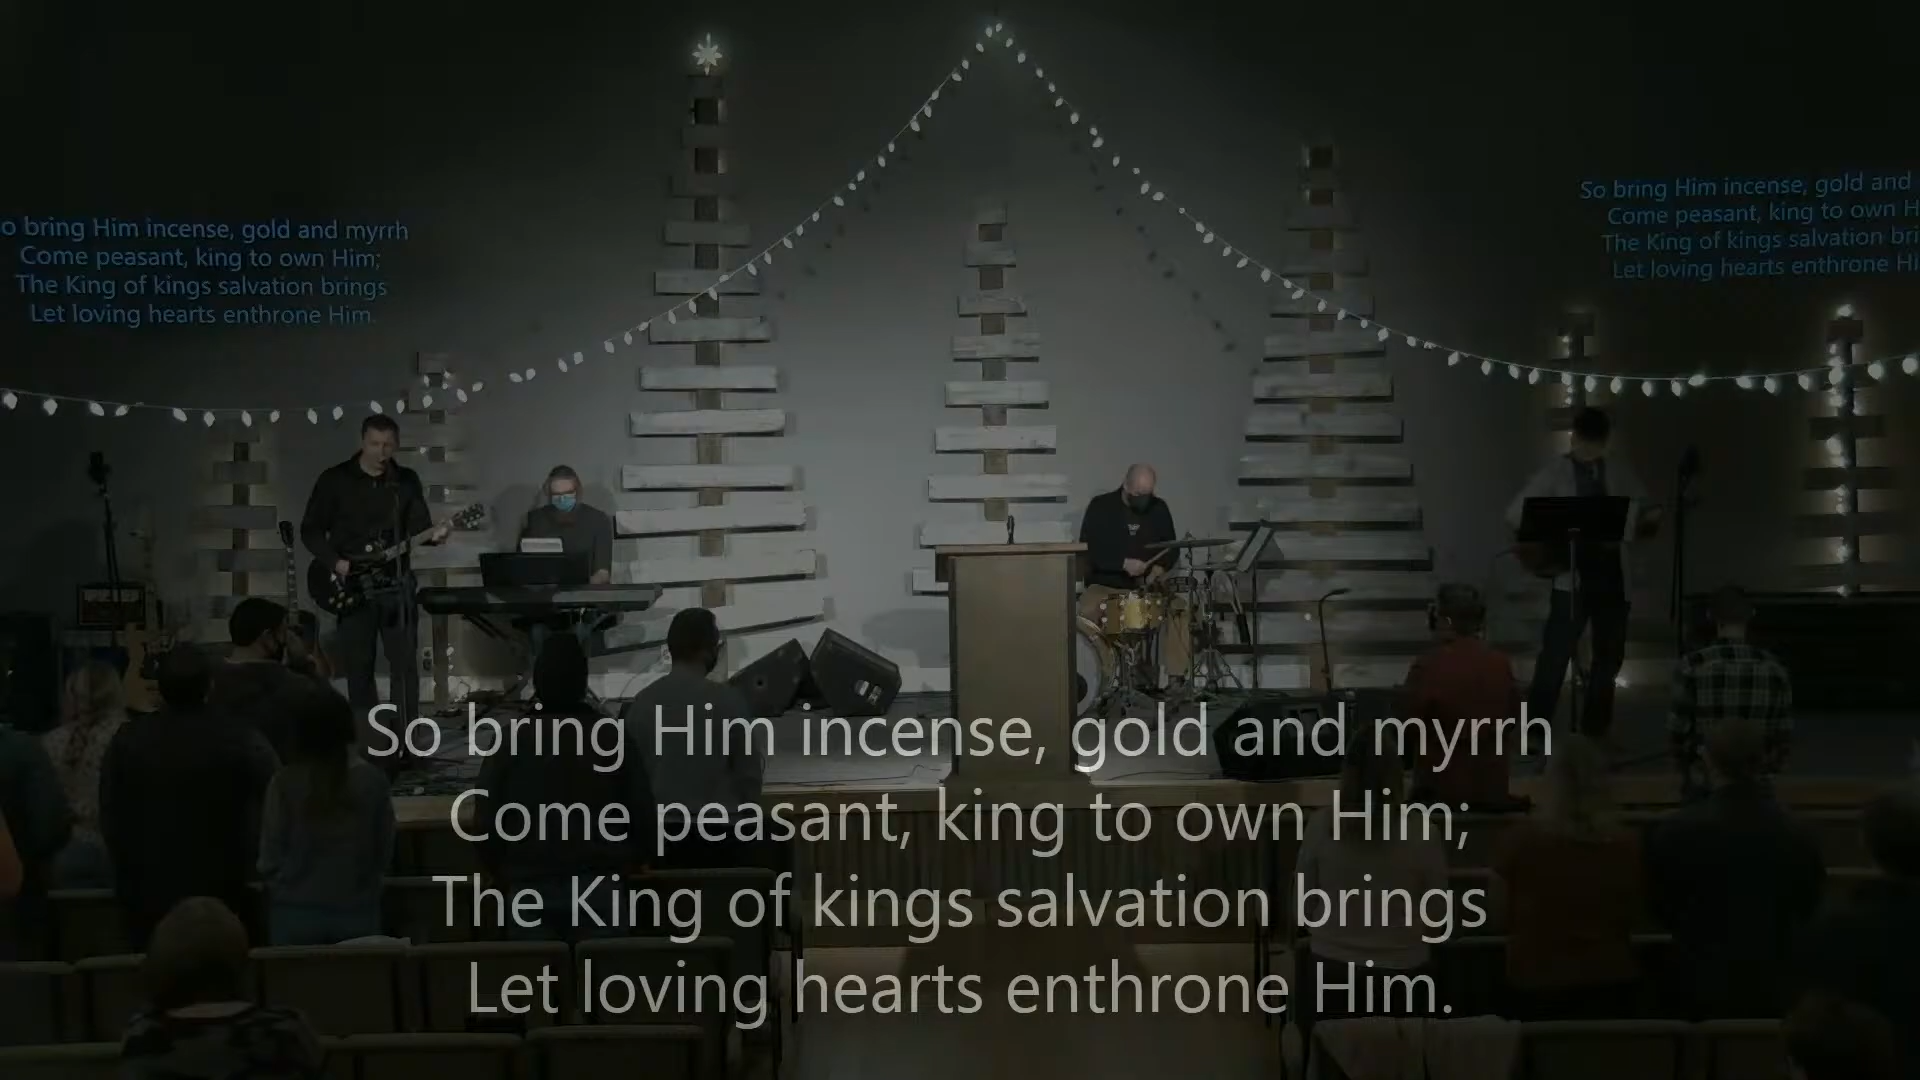 o bring Him incense, gold and myrrh
Come peasant, king to own Him;
The King of kings salvation brings
Let loving hearts enthrone Him.
So bring Him incense, gold and
Come peasant, king to own H
The King of kings salvation bri
Let loving hearts enthrone Hi
So bring Him incense, gold and myrrh
Come peasant, king to own Him;
The King of kings salvation brings
Let loving hearts enthrone Him.